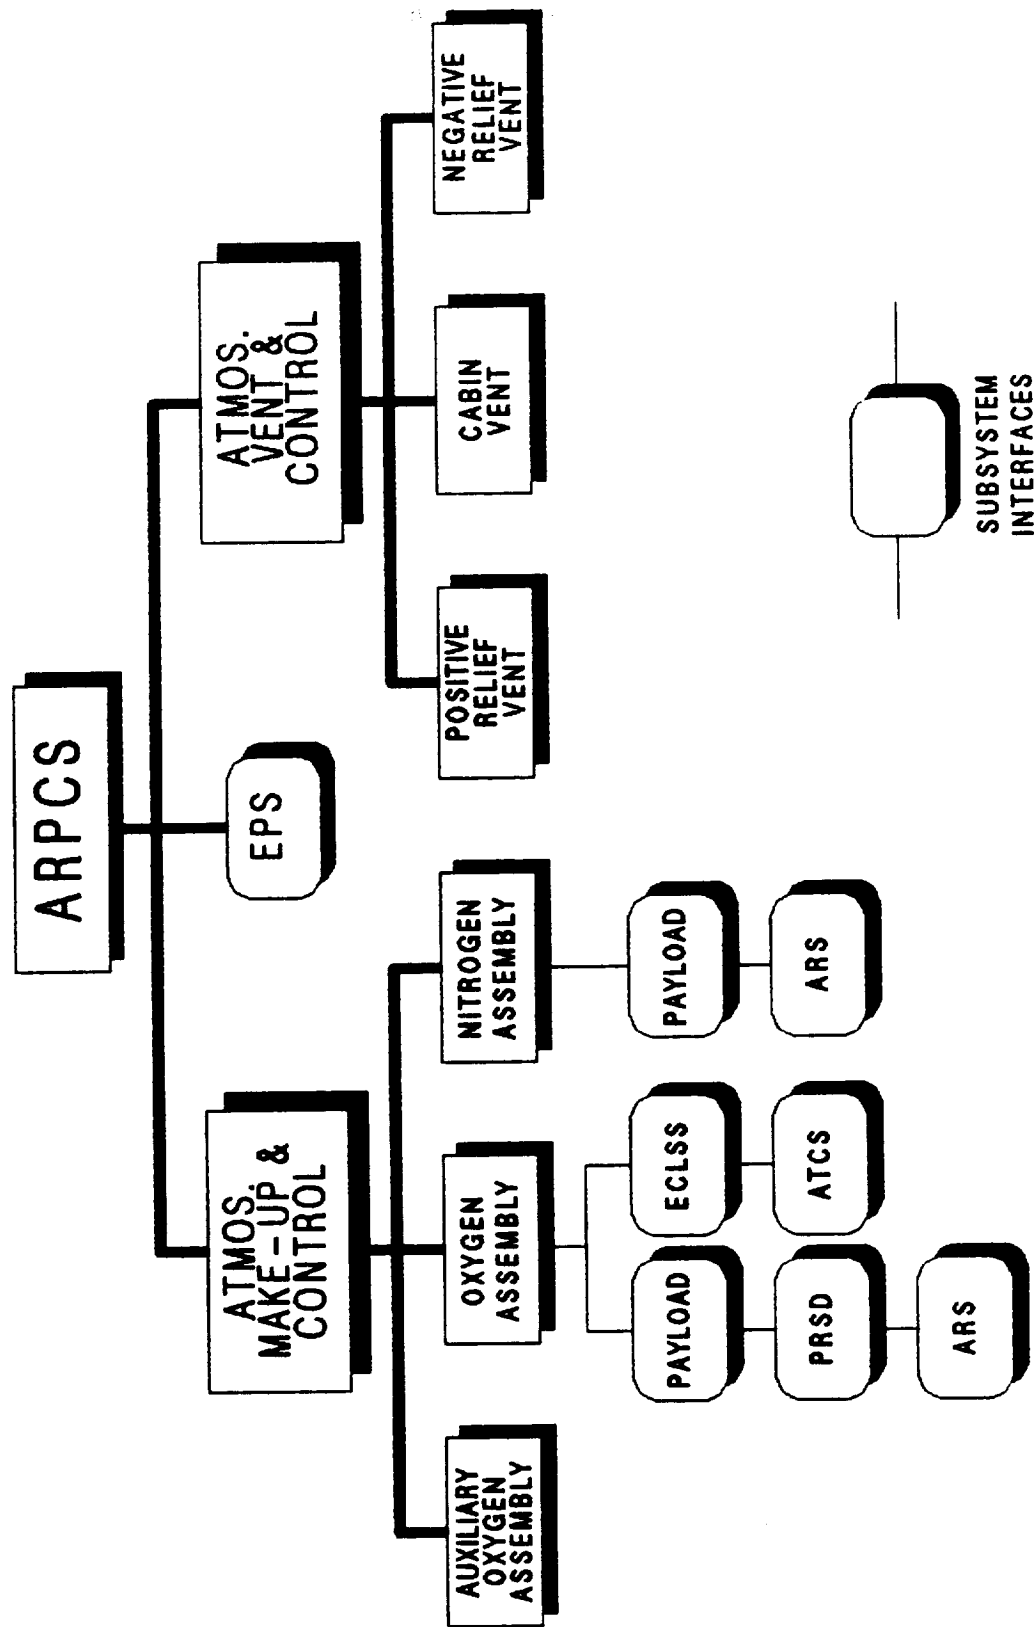 ARPCS
EPS
ATMOS.
MAKE-UP &
CONTROL
ATMOS.
VENT &
CONTROL
AUXILIARY
OXYGEN
ASSEMBLY
OXYGEN
ASSEMBLY
NITROGEN
ASSEMBLY
POSITIVE
RELIEF
VENT
CABIN
VENT
NEGATIVE
RELIEF
VENT
PAYLOAD
PRSD
ARS
ECLSS
ATCS
PAYLOAD
ARS
SUBSYSTEM
INTERFACES